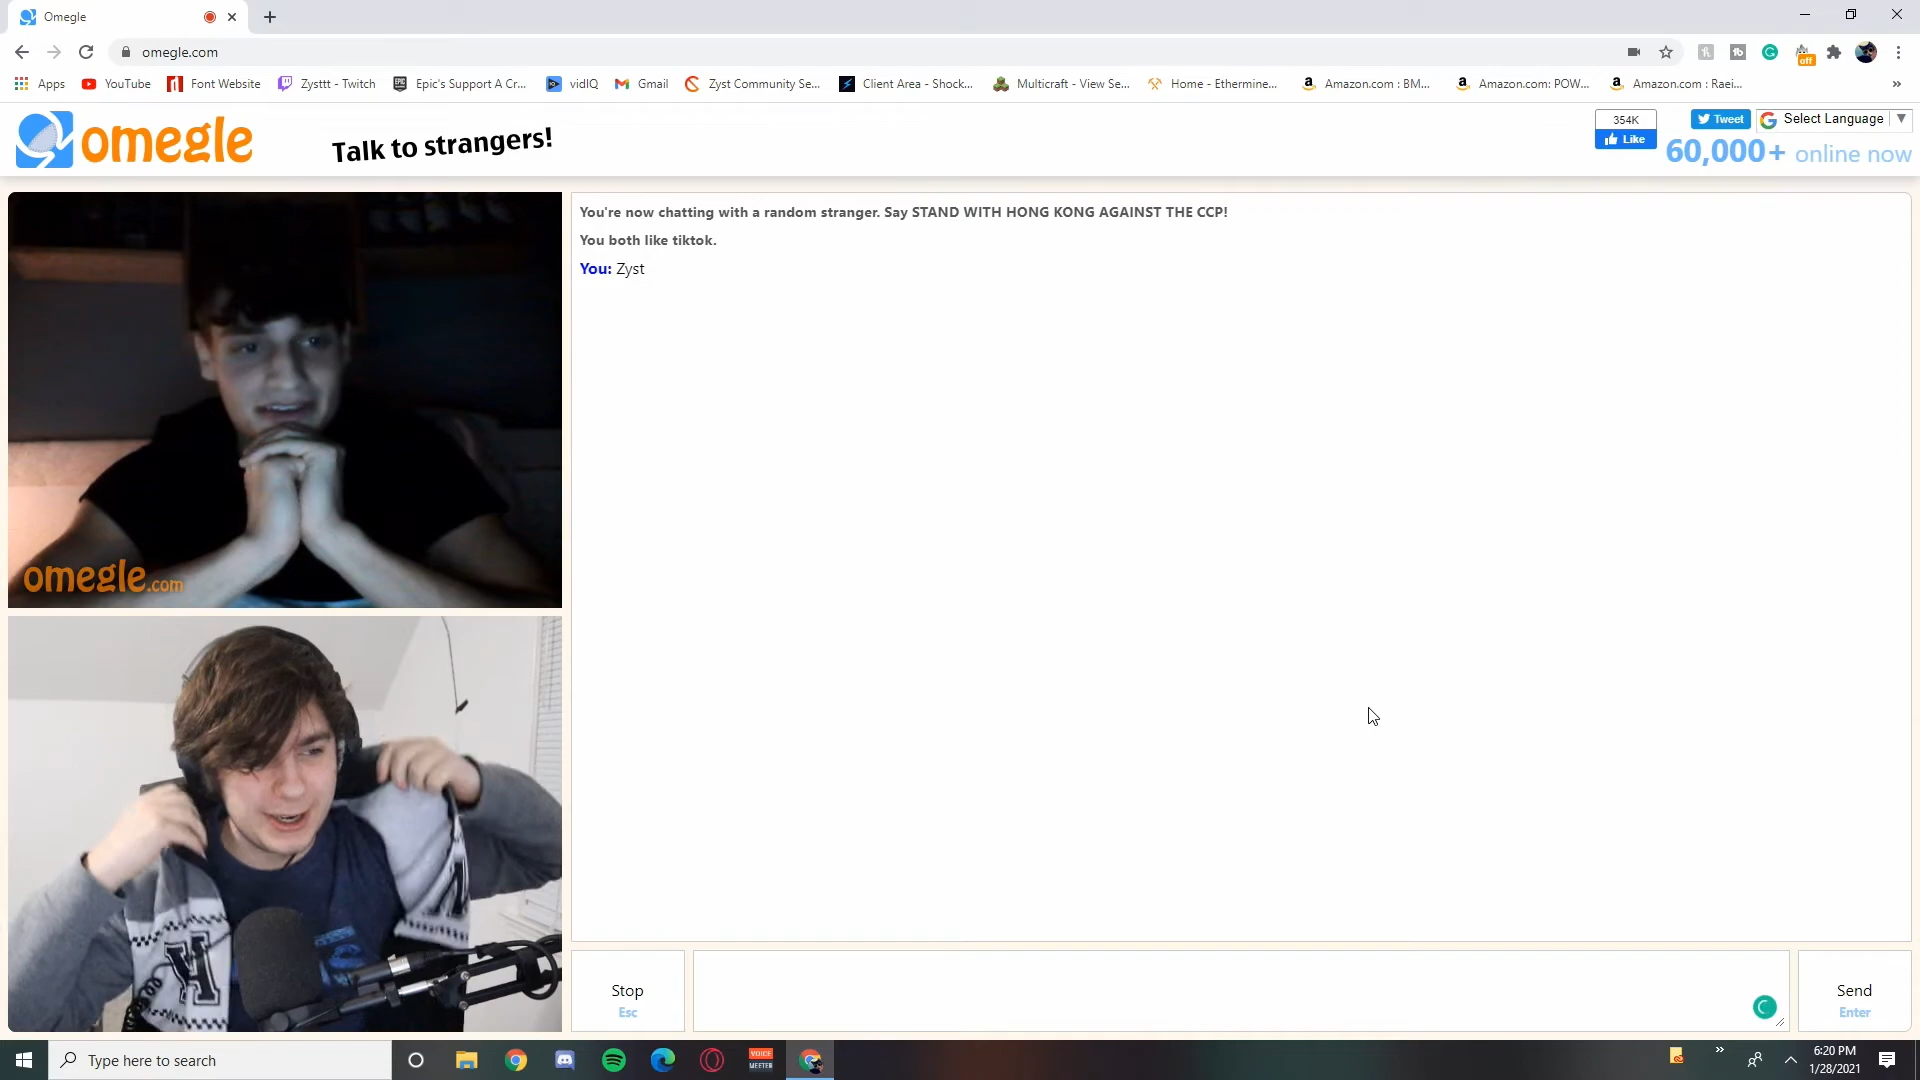 Omegle
omegle.com
Apps YouTube Font Website Zysttt - Twitch Epic's Support A Cr... vidIQ Gmail Zyst Community Se... Client Area - Shock... Multicraft - View Se... Home - Ethermine... Amazon.com : BM... Amazon.com: POW... Amazon.com : Raei... »
off
omegle
Talk to strangers!
354K
Like
Tweet
Select Language ▼
60,000+ online now
You're now chatting with a random stranger. Say STAND WITH HONG KONG AGAINST THE CCP!
You both like tiktok.
You: Zyst
omegle.com
K
Stop
Esc
Send
Enter
Type here to search
VOICE
MEETER
6:20 PM
1/28/2021